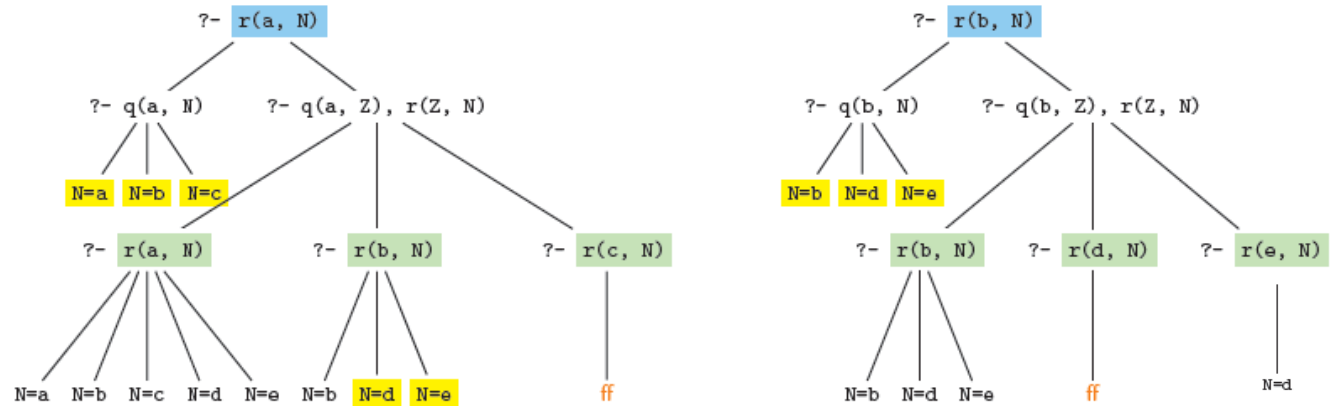 ?- r(a, N)
?- r(b, N)
?- q(a, N)
?- q(a, Z), r(Z, N)
?- q(b, N)
?- q(b, Z), r(Z, N)
N=a N=b N=c
N=b N=d N=e
?- r(a, N)
?- r(b, N)
?- r(c, N)
?- r(b, N)
?- r(d, N)
?- r(e, N)
N=a N=b N=c N=d N=e
N=b N=d N=e
ff
N=b N=d N=e
ff
N=d